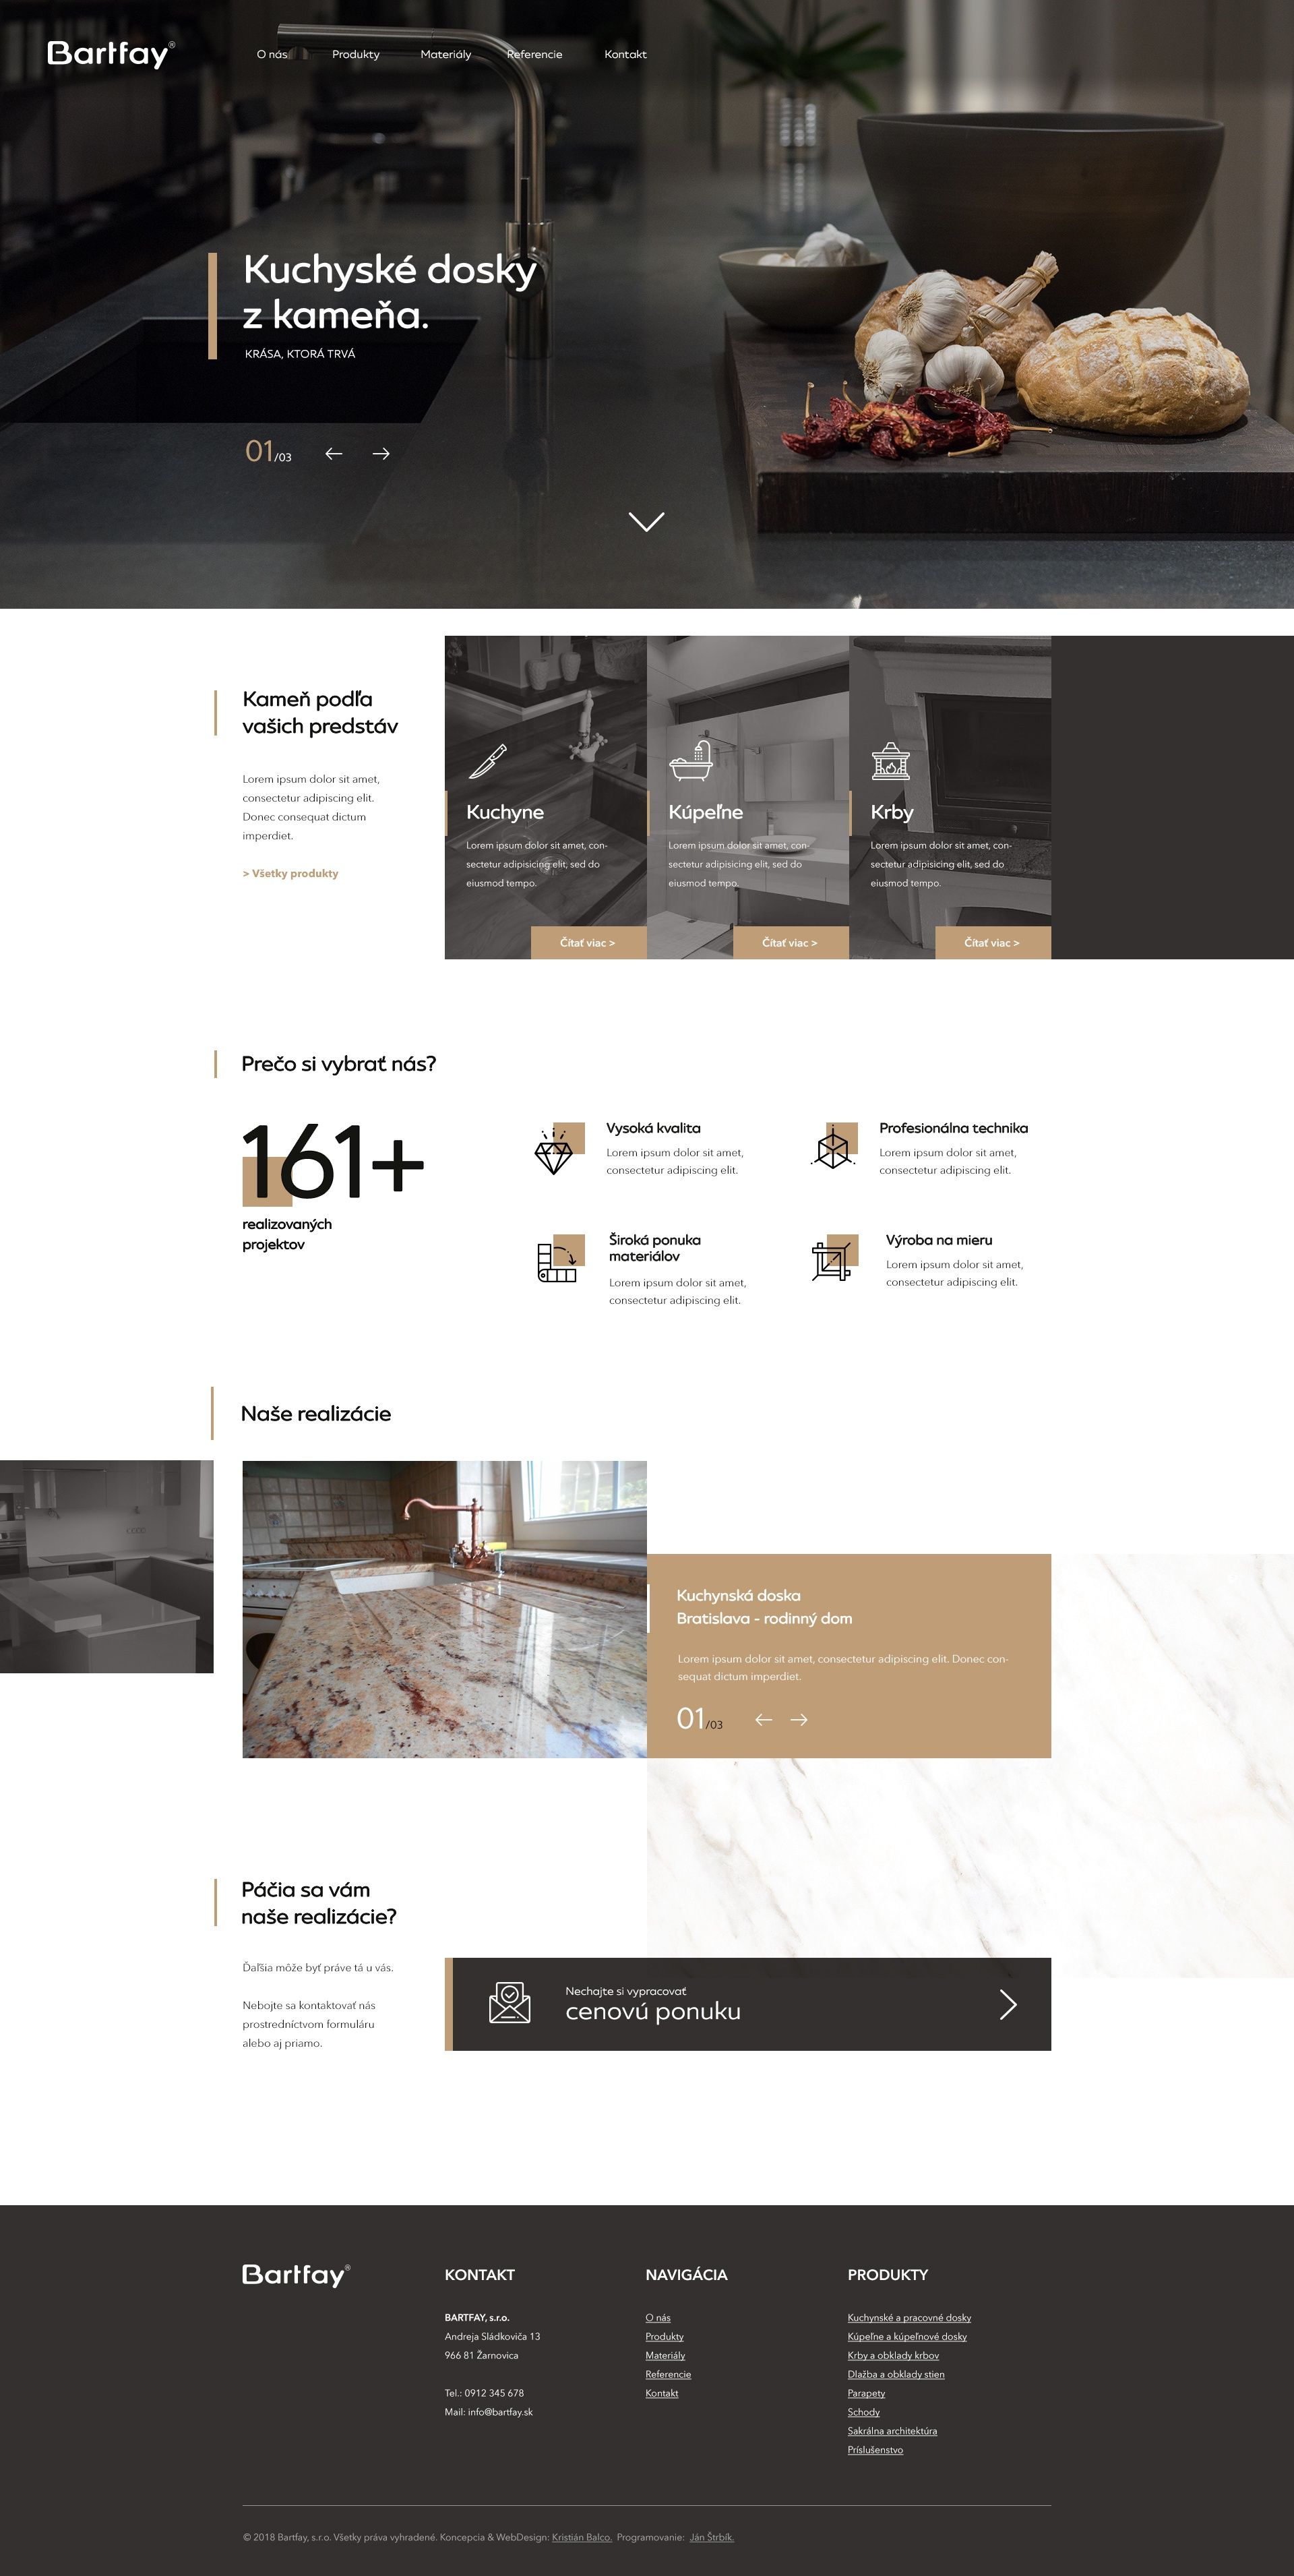 Bartfay®
O nás
Produkty
Materiály
Referencie
Kontakt
Kuchyské dosky
z kameňa.
KRÁSA, KTORÁ TRVÁ
01/03
Kameň podľa
vašich predstáv
Lorem ipsum dolor sit amet,
consectetur adipiscing elit.
Donec consequat dictum
imperdiet.
> Všetky produkty
Kuchyne
Lorem ipsum dolor sit amet, con-
sectetur adipisicing elit, sed do
eiusmod tempo.
Čítať viac >
Kúpeľne
Lorem ipsum dolor sit amet, con-
sectetur adipisicing elit, sed do
eiusmod tempo.
Čítať viac >
Krby
Lorem ipsum dolor sit amet, con-
sectetur adipisicing elit, sed do
eiusmod tempo.
Čítať viac >
Prečo si vybrať nás?
161+
realizovaných
projektov
Vysoká kvalita
Lorem ipsum dolor sit amet,
consectetur adipiscing elit.
Profesionálna technika
Lorem ipsum dolor sit amet,
consectetur adipiscing elit.
Široká ponuka
materiálov
Lorem ipsum dolor sit amet,
consectetur adipiscing elit.
Výroba na mieru
Lorem ipsum dolor sit amet,
consectetur adipiscing elit.
Naše realizácie
Kuchynská doska
Bratislava - rodinný dom
Lorem ipsum dolor sit amet, consectetur adipiscing elit. Donec con-
sequat dictum imperdiet.
01/03
Páčia sa vám
naše realizácie?
Ďaľšia môže byť práve tá u vás.
Nebojte sa kontaktovať nás
prostredníctvom formuláru
alebo aj priamo.
Nechajte si vypracovať
cenovú ponuku
Bartfay®
KONTAKT
BARTFAY, s.r.o.
Andreja Sládkoviča 13
966 81 Žarnovica
Tel.: 0912 345 678
Mail: info@bartfay.sk
NAVIGÁCIA
O nás
Produkty
Materiály
Referencie
Kontakt
PRODUKTY
Kuchynské a pracovné dosky
Kúpeľne a kúpeľnové dosky
Krby a obklady krbov
Dlažba a obklady stien
Parapety
Schody
Sakrálna architektúra
Príslušenstvo
© 2018 Bartfay, s.r.o. Všetky práva vyhradené. Koncepcia & WebDesign: Kristián Balco. Programovanie: Ján Štrbík.